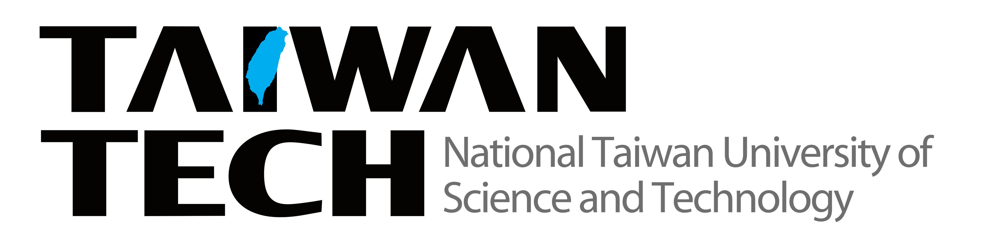 TAIWAN
TECH
National Taiwan University of
Science and Technology